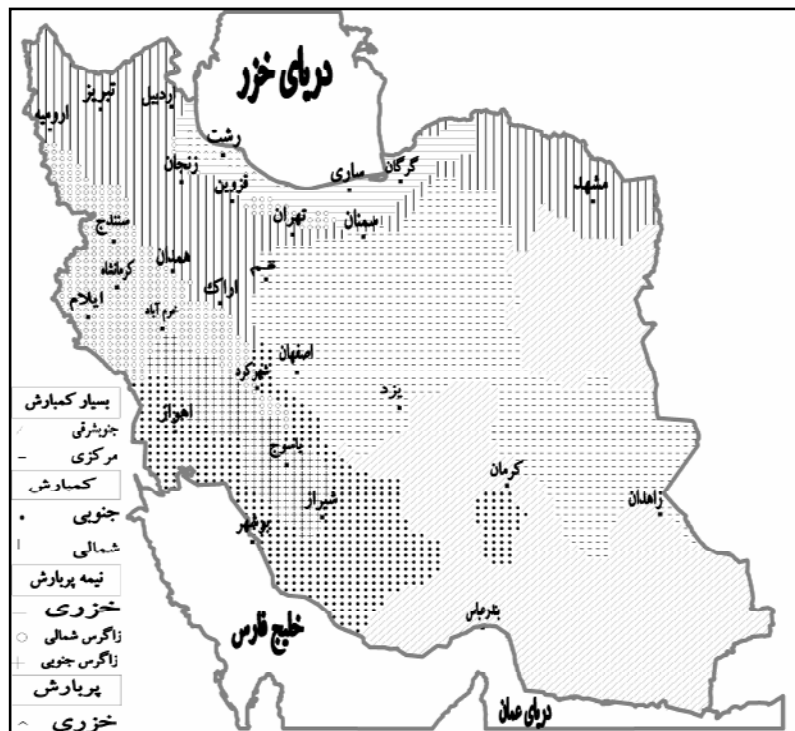 دریای خزر
تبریز
اردبیل
ارومیه
رشت
زنجان
قزوین
ساری
گرگان
مشهد
سنندج
تهران
سمنان
همدان
کرمانشاه
قم
اراک
ایلام
خرم آباد
اصفهان
شهرکرد
یزد
اهواز
یاسوج
کرمان
شیراز
زاهدان
بوشهر
بندرعباس
خلیج فارس
دریای عمان
بسیار کمبارش
جنوبشرقی
مرکزی
کمبارش
جنوبی
شمالی
نیمه پربارش
خزری
زاگرس شمالی
زاگرس جنوبی
پربارش
خزری